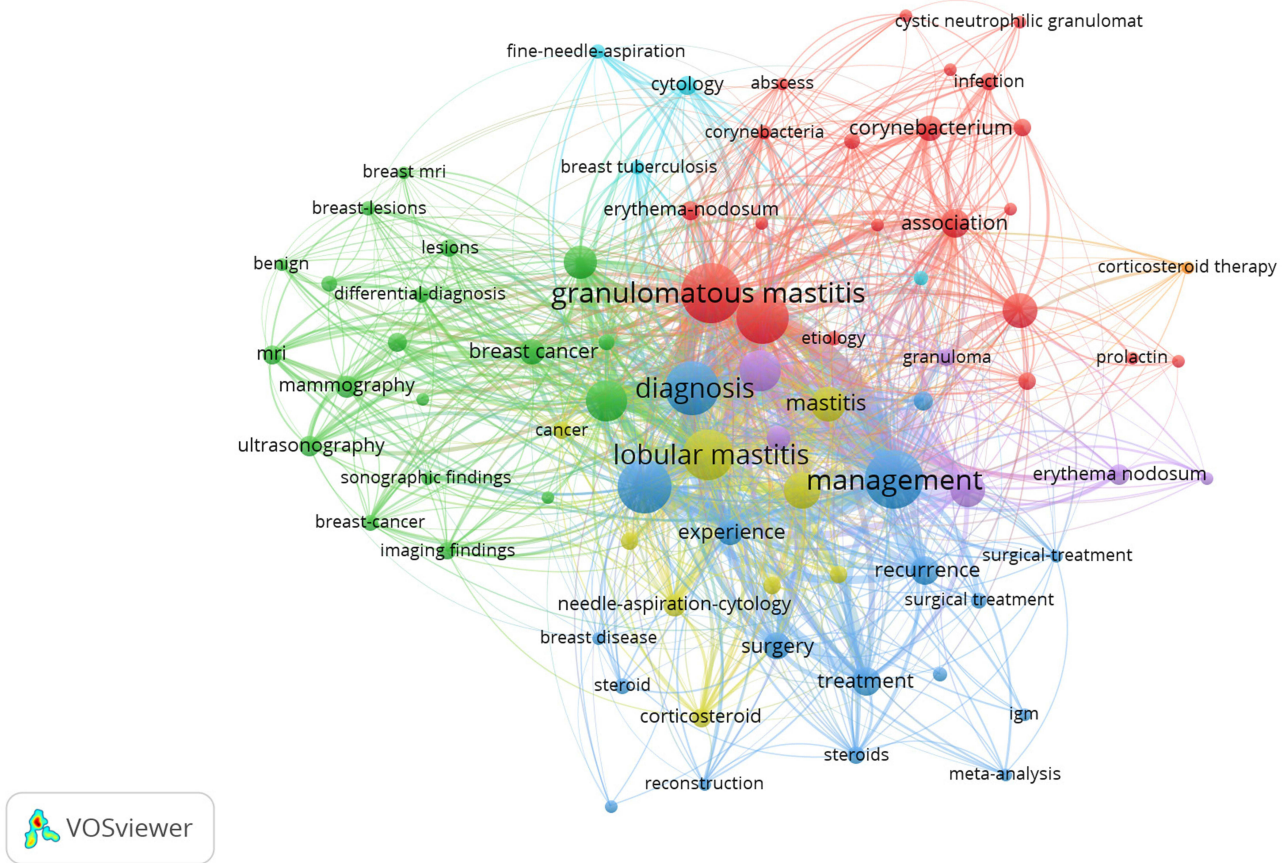 cystic neutrophilic granulomat
fine-needle-aspiration
cytology
abscess
infection
corynebacteria
corynebacterium
breast mri
breast tuberculosis
breast-lesions
erythema-nodosum
association
lesions
benign
corticosteroid therapy
differential-diagnosis
granulomatous mastitis
etiology
mri
breast cancer
granuloma
prolactin
mammography
diagnosis
mastitis
cancer
ultrasonography
lobular mastitis
sonographic findings
management
erythema nodosum
breast-cancer
experience
imaging findings
surgical-treatment
recurrence
needle-aspiration-cytology
surgical treatment
breast disease
surgery
steroid
treatment
corticosteroid
igm
steroids
reconstruction
meta-analysis
VOSviewer